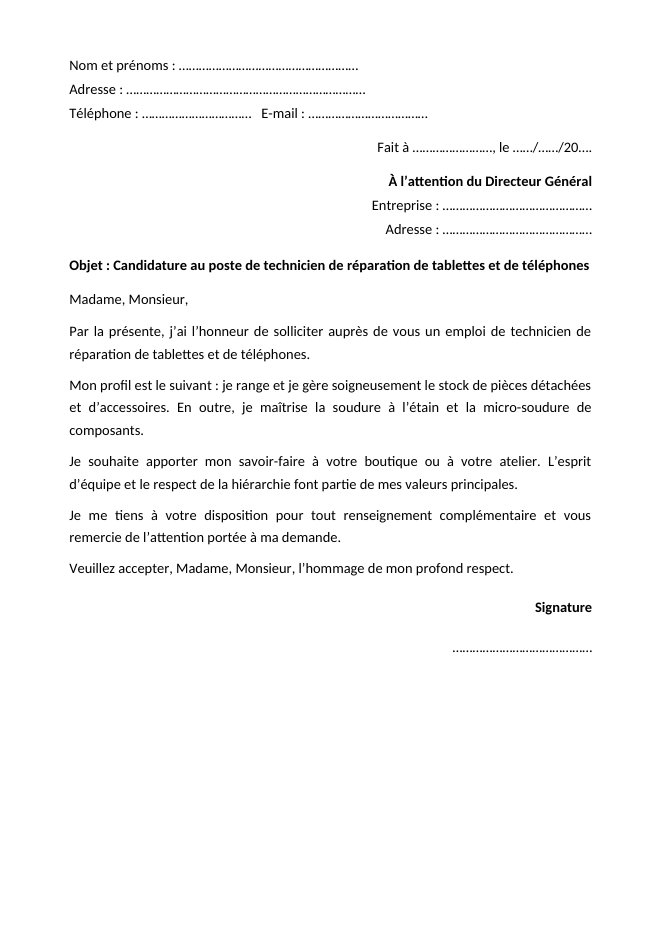 Nom et prénoms : ………………………………………………
Adresse : ………………………………………………………………
Téléphone : …………………………… E-mail : ………………………………
Fait à ……………………, le ……/……/20….
À l’attention du Directeur Général
Entreprise : ………………………………………
Adresse : ………………………………………
Objet : Candidature au poste de technicien de réparation de tablettes et de téléphones
Madame, Monsieur,
Par la présente, j’ai l’honneur de solliciter auprès de vous un emploi de technicien de
réparation de tablettes et de téléphones.
Mon profil est le suivant : je range et je gère soigneusement le stock de pièces détachées
et d’accessoires. En outre, je maîtrise la soudure à l’étain et la micro-soudure de
composants.
Je souhaite apporter mon savoir-faire à votre boutique ou à votre atelier. L’esprit
d’équipe et le respect de la hiérarchie font partie de mes valeurs principales.
Je me tiens à votre disposition pour tout renseignement complémentaire et vous
remercie de l’attention portée à ma demande.
Veuillez accepter, Madame, Monsieur, l’hommage de mon profond respect.
Signature
……………………………………